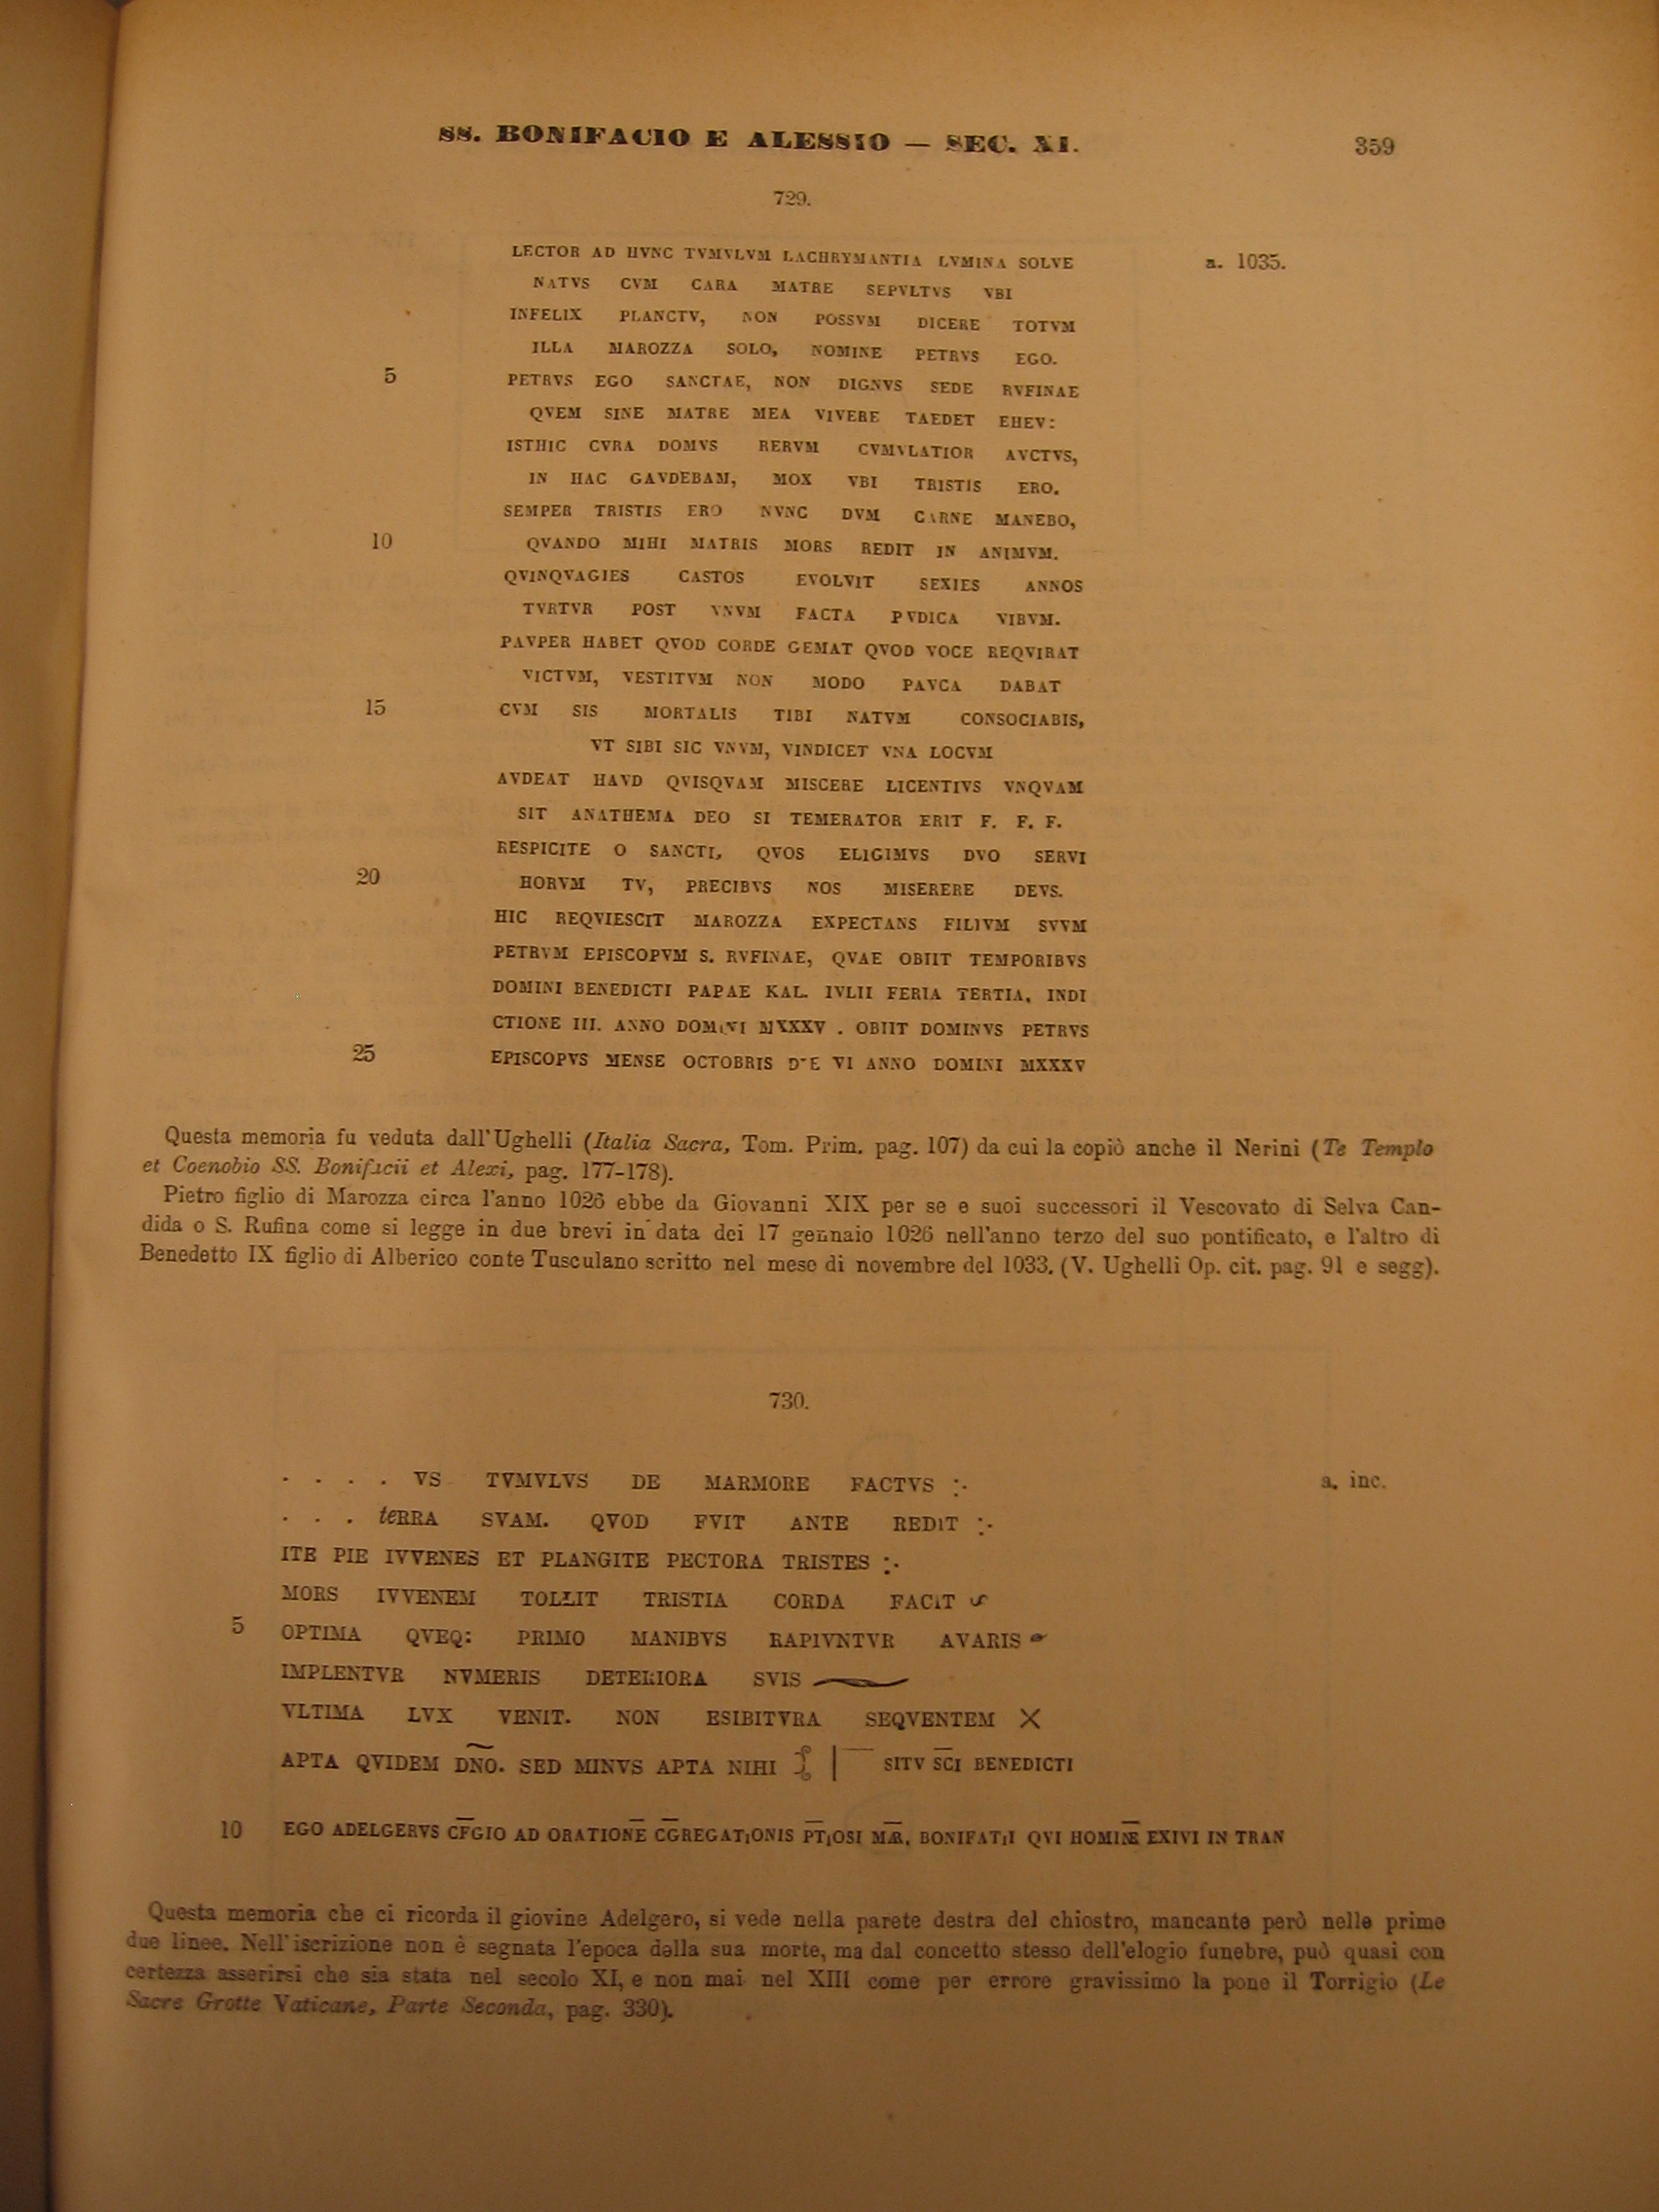 SS. BONIFACIO E ALESSIO — SEC. XI.
359
729.
LECTOR AD HVNC TVMVLVM LACHRYMANTIA LVMINA SOLVE
a. 1035.
NATVS CVM CARA MATRE SEPVLTVS VBI
INFELIX PLANCTV, NON POSSVM DICERE TOTVM
ILLA MAROZZA SOLO, NOMINE PETRVS EGO.
5 PETRVS EGO SANCTAE, NON DIGNVS SEDE RVFINAE
QVEM SINE MATRE MEA VIVERE TAEDET EHEV:
ISTHIC CVRA DOMVS RERVM CVMVLATIOR AVCTVS,
IN HAC GAVDEBAM, MOX VBI TRISTIS ERO.
SEMPER TRISTIS ERO NVNC DVM CARNE MANEBO,
10 QVANDO MIHI MATRIS MORS REDIT IN ANIMVM.
QVINQVAGIES CASTOS EVOLVIT SEXIES ANNOS
TVRTVR POST VNVM FACTA PVDICA VIRVM.
PAVPER HABET QVOD CORDE GEMAT QVOD VOCE REQVIRAT
VICTVM, VESTITVM NON MODO PAVCA DABAT
15 CVM SIS MORTALIS TIBI NATVM CONSOCIABIS,
VT SIBI SIC VNVM, VINDICET VNA LOCVM
AVDEAT HAVD QVISQVAM MISCERE LICENTIVS VNQVAM
SIT ANATHEMA DEO SI TEMERATOR ERIT F. F. F.
RESPICITE O SANCTI, QVOS ELIGIMVS DVO SERVI
20 HORVM TV, PRECIBVS NOS MISERERE DEVS.
HIC REQVIESCIT MAROZZA EXPECTANS FILIVM SVVM
PETRVM EPISCOPVM S. RVFINAE, QVAE OBIIT TEMPORIBVS
DOMINI BENEDICTI PAPAE KAL. IVLII FERIA TERTIA, INDI
CTIONE III. ANNO DOMINI MXXXV . OBIIT DOMINVS PETRVS
25 EPISCOPVS MENSE OCTOBRIS DIE VI ANNO DOMINI MXXXV
Questa memoria fu veduta dall'Ughelli (Italia Sacra, Tom. Prim. pag. 107) da cui la copiò anche il Nerini (Te Templo
et Coenobio SS. Bonifacii et Alexi, pag. 177-178).
Pietro figlio di Marozza circa l'anno 1026 ebbe da Giovanni XIX per se e suoi successori il Vescovato di Selva Can-
dida o S. Rufina come si legge in due brevi in data dei 17 gennaio 1026 nell'anno terzo del suo pontificato, e l'altro di
Benedetto IX figlio di Alberico conte Tusculano scritto nel mese di novembre del 1033. (V. Ughelli Op. cit. pag. 91 e segg).
730.
. . . . VS TVMVLVS DE MARMORE FACTVS :·
a. inc.
. . . teRRA SVAM. QVOD FVIT ANTE REDIT :·
ITE PIE IVVENES ET PLANGITE PECTORA TRISTES :·
MORS IVVENEM TOLLIT TRISTIA CORDA FACIT
5 OPTIMA QVEQ: PRIMO MANIBVS RAPIVNTVR AVARIS
IMPLENTVR NVMERIS DETERIORA SVIS
VLTIMA LVX VENIT. NON ESIBITVRA SEQVENTEM X
APTA QVIDEM DÑO. SED MINVS APTA NIHI | SITV SC̅I BENEDICTI
10 EGO ADELGERVS CF̅GIO AD ORATIONE̅ CG̅REGATIONIS PT̅IOSI MÆ̅R. BONIFATII QVI HOMINE̅ EXIVI IN TRAN
Questa memoria che ci ricorda il giovine Adelgero, si vede nella parete destra del chiostro, mancante però nelle prime
due linee. Nell'iscrizione non è segnata l'epoca della sua morte, ma dal concetto stesso dell'elogio funebre, può quasi con
certezza asserirsi che sia stata nel secolo XI, e non mai nel XIII come per errore gravissimo la pone il Torrigio (Le
Sacre Grotte Vaticane, Parte Seconda, pag. 330).